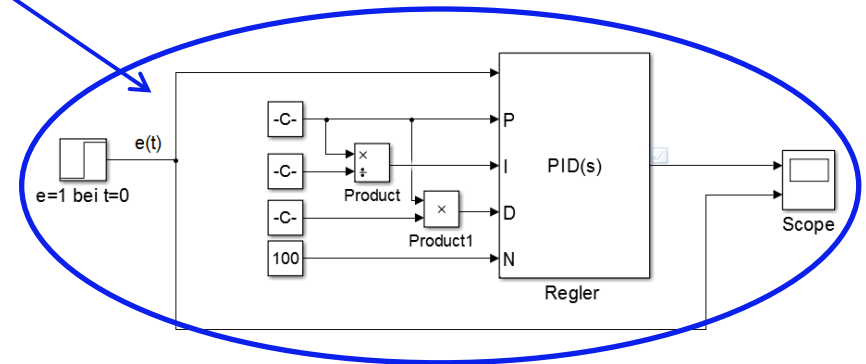 e(t)
e=1 bei t=0
-C-
-C-
-C-
100
×
÷
Product
×
Product1
P
I
D
N
PID(s)
Regler
Scope